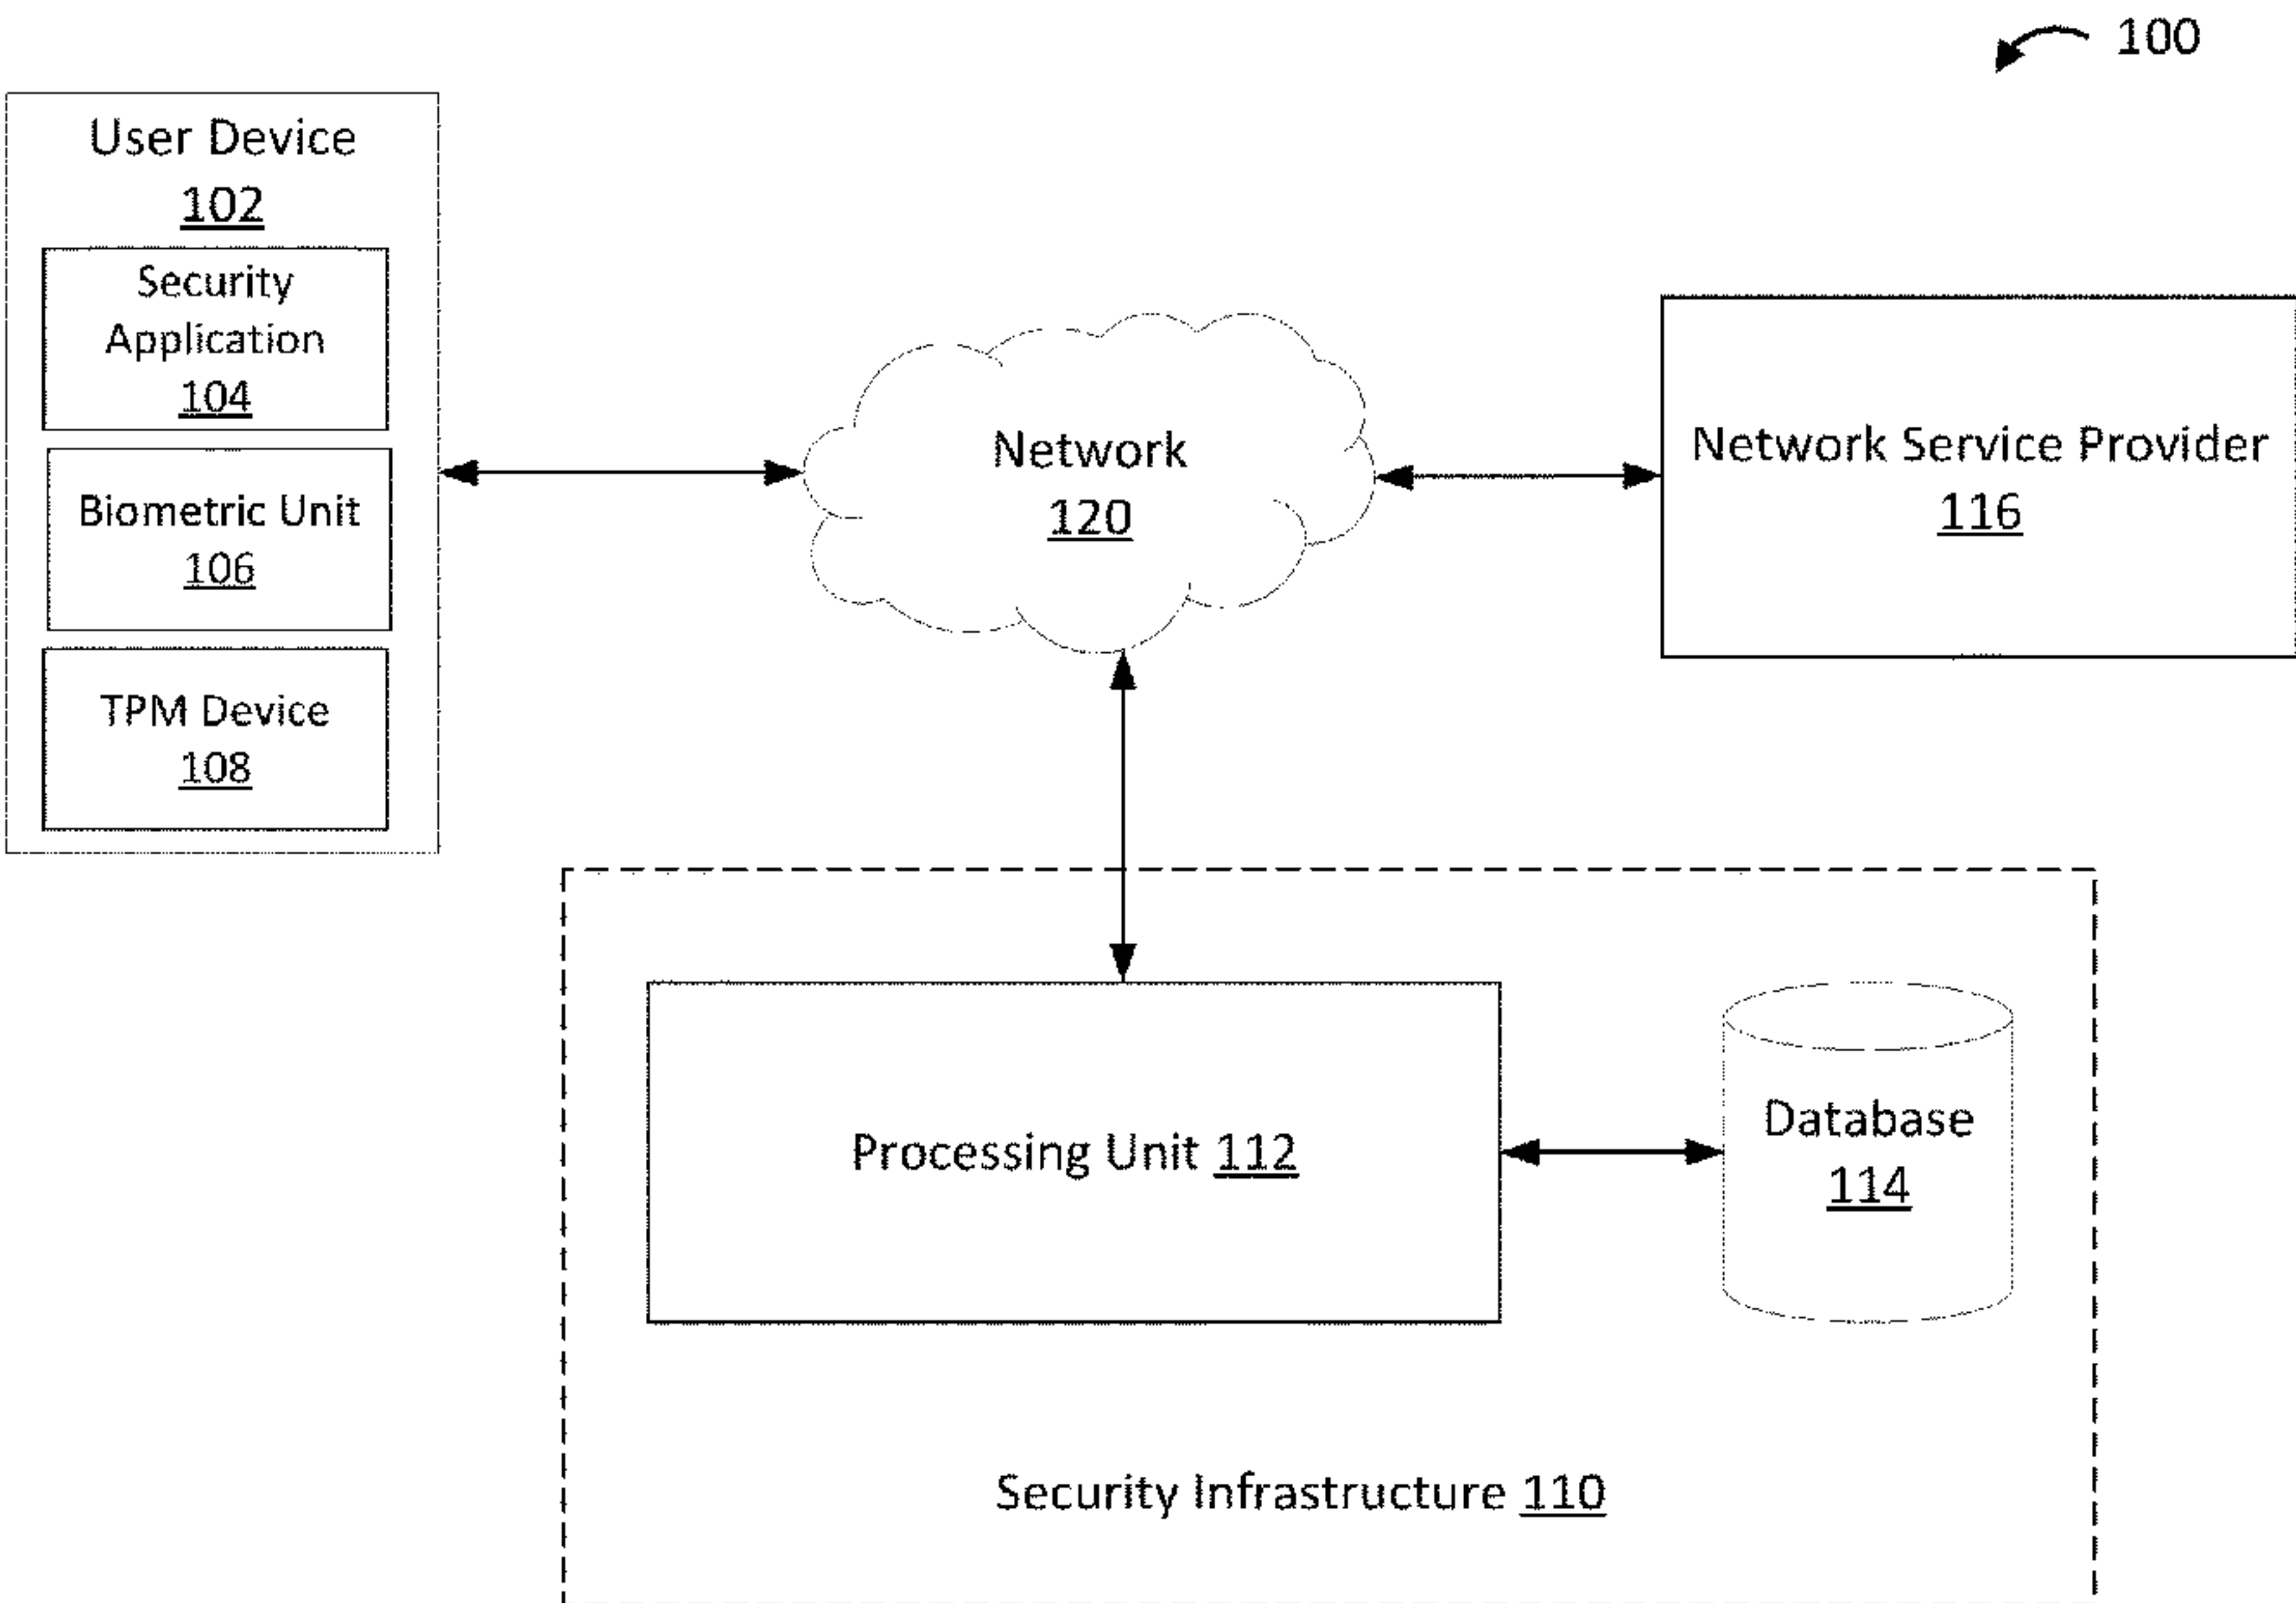 100
User Device
102
Security
Application
104
Biometric Unit
106
TPM Device
108
Network
120
Network Service Provider
116
Processing Unit 112
Database
114
Security Infrastructure 110